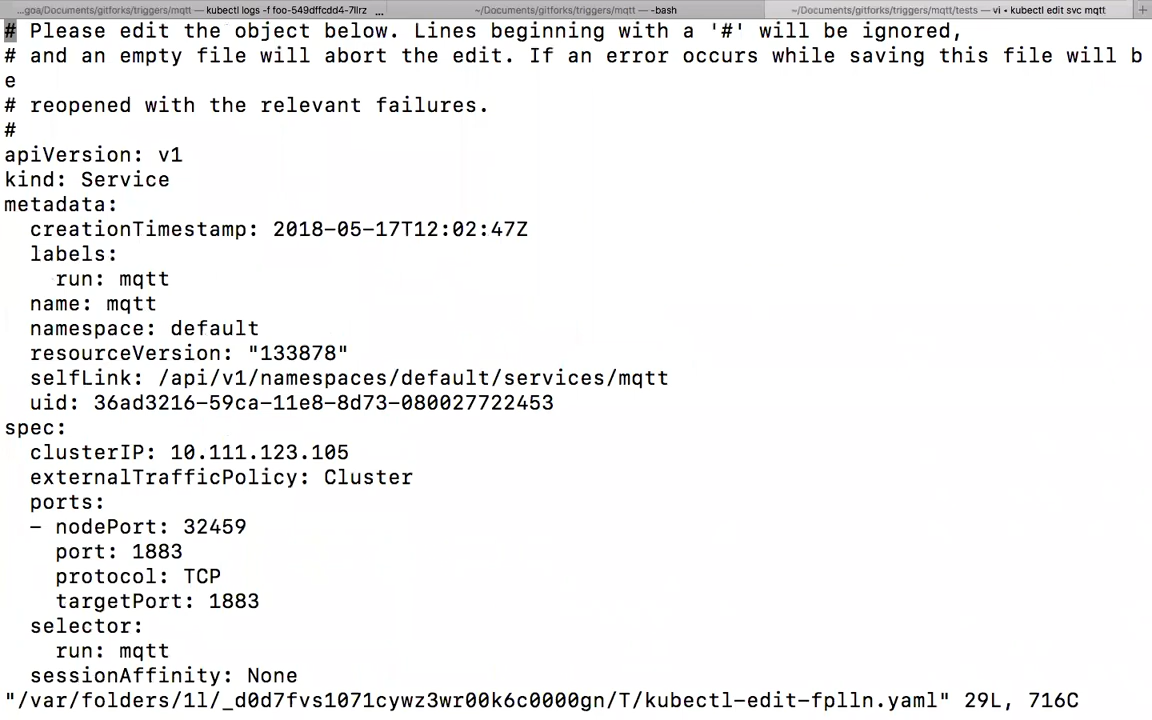 ...goa/Documents/gitforks/triggers/mqtt — kubectl logs -f foo-549dffcdd4-7llrz ...
~/Documents/gitforks/triggers/mqtt — -bash
~/Documents/gitforks/triggers/mqtt/tests — vi • kubectl edit svc mqtt
# Please edit the object below. Lines beginning with a '#' will be ignored,
# and an empty file will abort the edit. If an error occurs while saving this file will b
e
# reopened with the relevant failures.
#
apiVersion: v1
kind: Service
metadata:
  creationTimestamp: 2018-05-17T12:02:47Z
  labels:
    run: mqtt
  name: mqtt
  namespace: default
  resourceVersion: "133878"
  selfLink: /api/v1/namespaces/default/services/mqtt
  uid: 36ad3216-59ca-11e8-8d73-080027722453
spec:
  clusterIP: 10.111.123.105
  externalTrafficPolicy: Cluster
  ports:
  - nodePort: 32459
    port: 1883
    protocol: TCP
    targetPort: 1883
  selector:
    run: mqtt
  sessionAffinity: None
"/var/folders/1l/_d0d7fvs1071cywz3wr00k6c0000gn/T/kubectl-edit-fplln.yaml" 29L, 716C